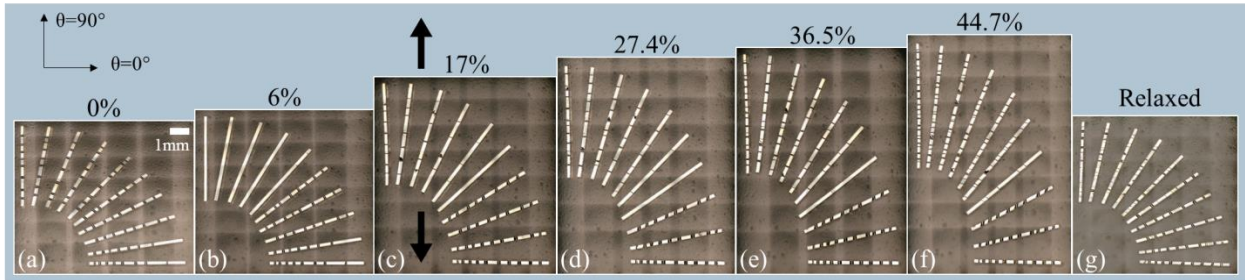 θ=90°
θ=0°
0%
6%
17%
27.4%
36.5%
44.7%
Relaxed
1mm
(a)
(b)
(c)
(d)
(e)
(f)
(g)